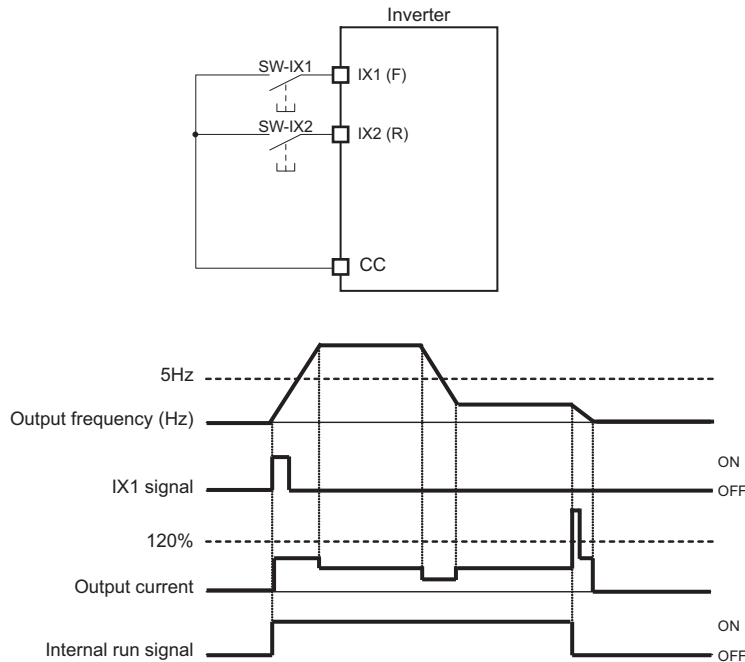 Inverter
SW-IX1
IX1 (F)
SW-IX2
IX2 (R)
CC
5Hz
Output frequency (Hz)
ON
IX1 signal
OFF
120%
Output current
ON
Internal run signal
OFF